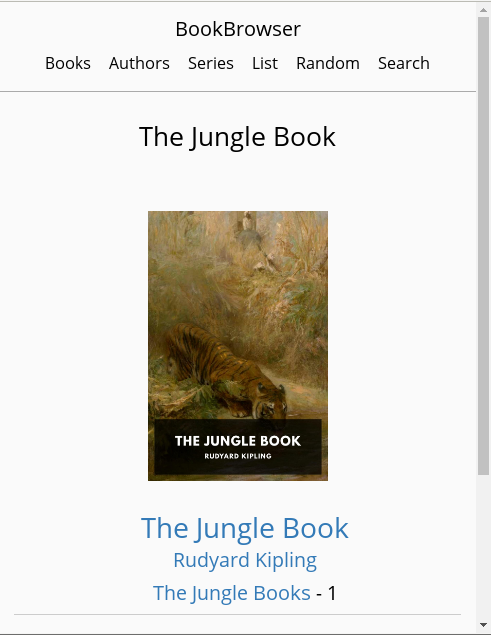 BookBrowser
Books Authors Series List Random Search
The Jungle Book
THE JUNGLE BOOK
RUDYARD KIPLING
The Jungle Book
Rudyard Kipling
The Jungle Books - 1